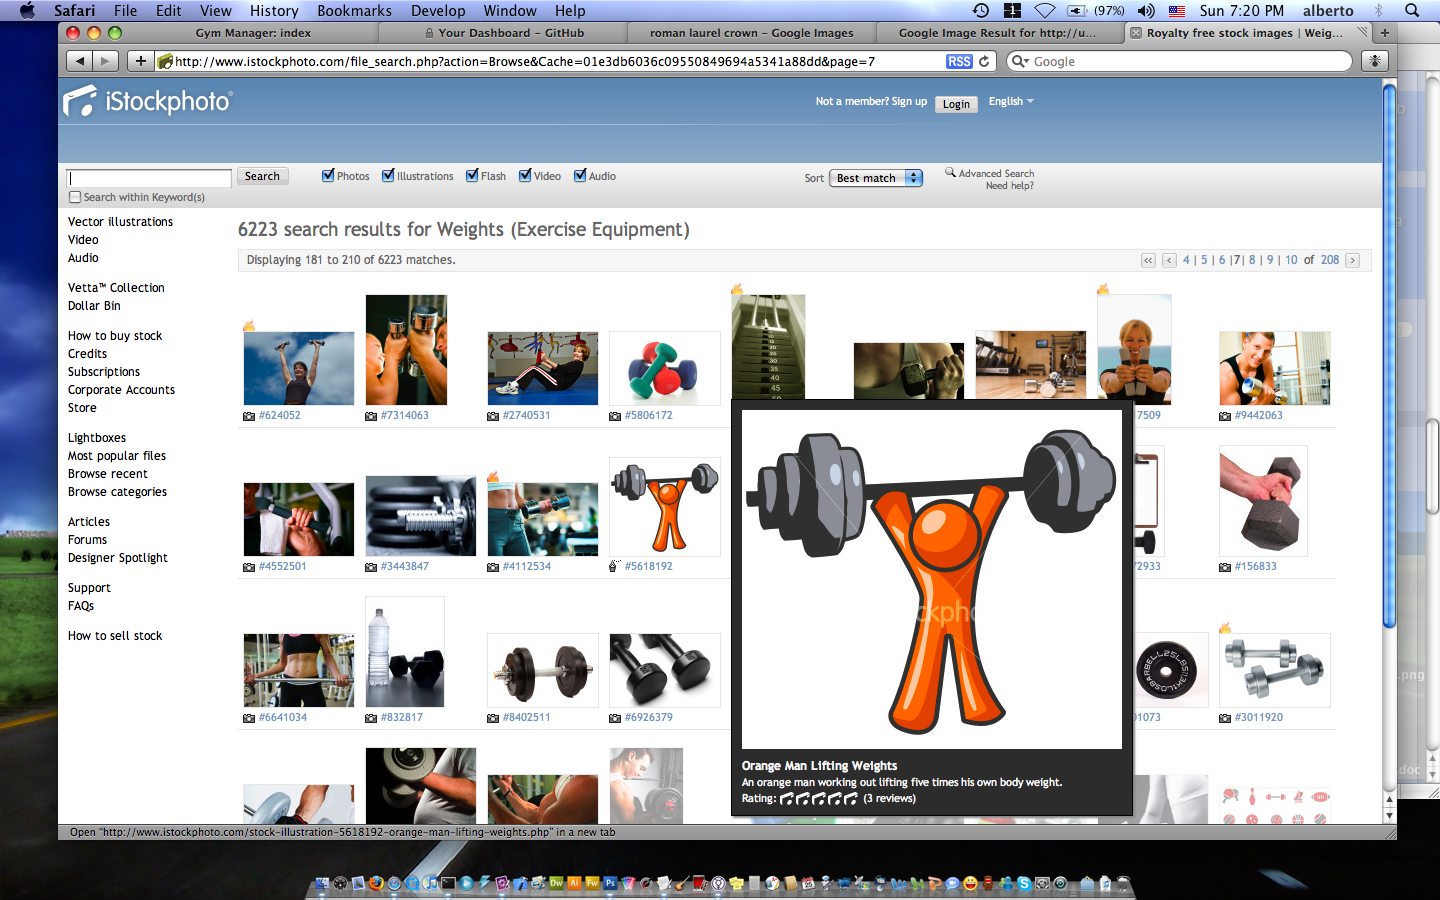 Safari File Edit View History Bookmarks Develop Window Help
1 (97%) Sun 7:20 PM alberto
Gym Manager: index
Your Dashboard – GitHub
roman laurel crown – Google Images
Google Image Result for http://u...
Royalty free stock images | Weig...
http://www.istockphoto.com/file_search.php?action=Browse&Cache=01e3db6036c09550849694a5341a88dd&page=7
RSS
Google
iStockphoto®
Not a member? Sign up
Login
English
Search
Photos
Illustrations
Flash
Video
Audio
Sort
Best match
Advanced Search
Need help?
Search within Keyword(s)
Vector illustrations
Video
Audio
Vetta™ Collection
Dollar Bin
How to buy stock
Credits
Subscriptions
Corporate Accounts
Store
Lightboxes
Most popular files
Browse recent
Browse categories
Articles
Forums
Designer Spotlight
Support
FAQs
How to sell stock
6223 search results for Weights (Exercise Equipment)
Displaying 181 to 210 of 6223 matches.
<< < 4 | 5 | 6 |7| 8 | 9 | 10 of 208 >
#624052
#7314063
#2740531
#5806172
7509
#9442063
#4552501
#3443847
#4112534
#5618192
72933
#156833
#6641034
#832817
#8402511
#6926379
01073
#3011920
Orange Man Lifting Weights
An orange man working out lifting five times his own body weight.
Rating: (3 reviews)
Open "http://www.istockphoto.com/stock-illustration-5618192-orange-man-lifting-weights.php" in a new tab
.png
.doc
Dw Ai Fw Ps